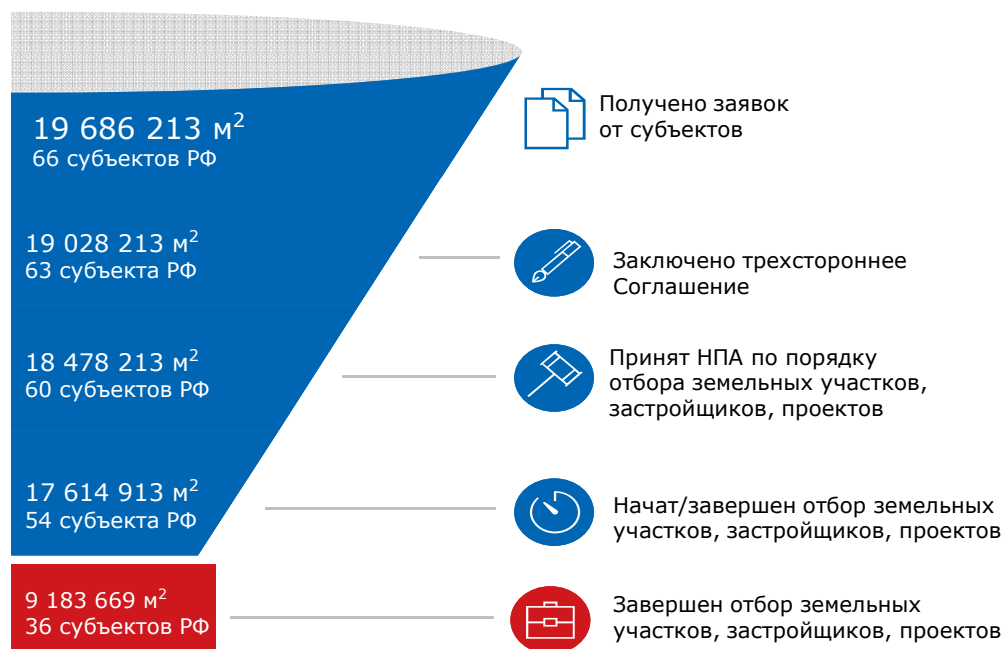 19 686 213 м²
66 субъектов РФ
Получено заявок
от субъектов
19 028 213 м²
63 субъекта РФ
Заключено трехстороннее
Соглашение
18 478 213 м²
60 субъектов РФ
Принят НПА по порядку
отбора земельных участков,
застройщиков, проектов
17 614 913 м²
54 субъекта РФ
Начат/завершен отбор земельных
участков, застройщиков, проектов
9 183 669 м²
36 субъектов РФ
Завершен отбор земельных
участков, застройщиков, проектов